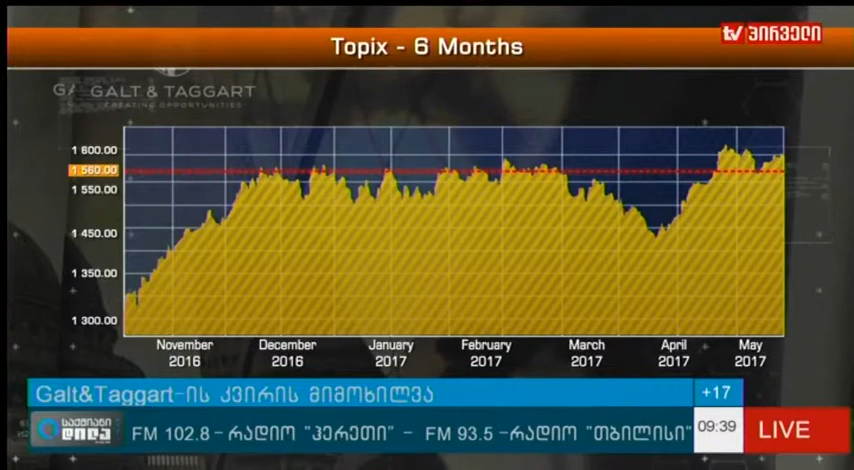 tv პირველი
Topix - 6 Months
GALT & TAGGART
CREATING OPPORTUNITIES
1 600.00
1 560.00
1 550.00
1 450.00
1 350.00
1 300.00
November 2016
December 2016
January 2017
February 2017
March 2017
April 2017
May 2017
Galt&Taggart-ის კვირის მიმოხილვა
+17
საქმიანი
დილა
FM 102.8 - რადიო "ჰერეთი" - FM 93.5 -რადიო "თბილისი"
09:39
LIVE